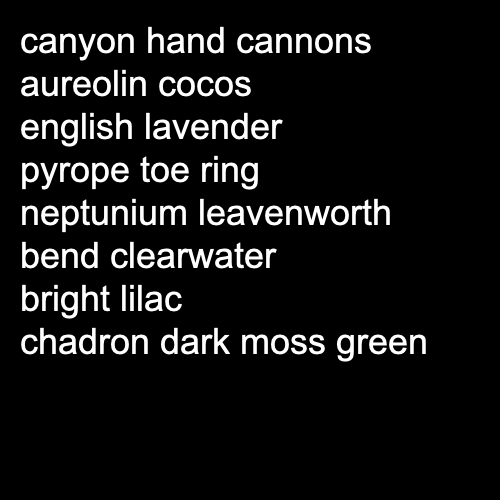 canyon hand cannons
aureolin cocos
english lavender
pyrope toe ring
neptunium leavenworth
bend clearwater
bright lilac
chadron dark moss green